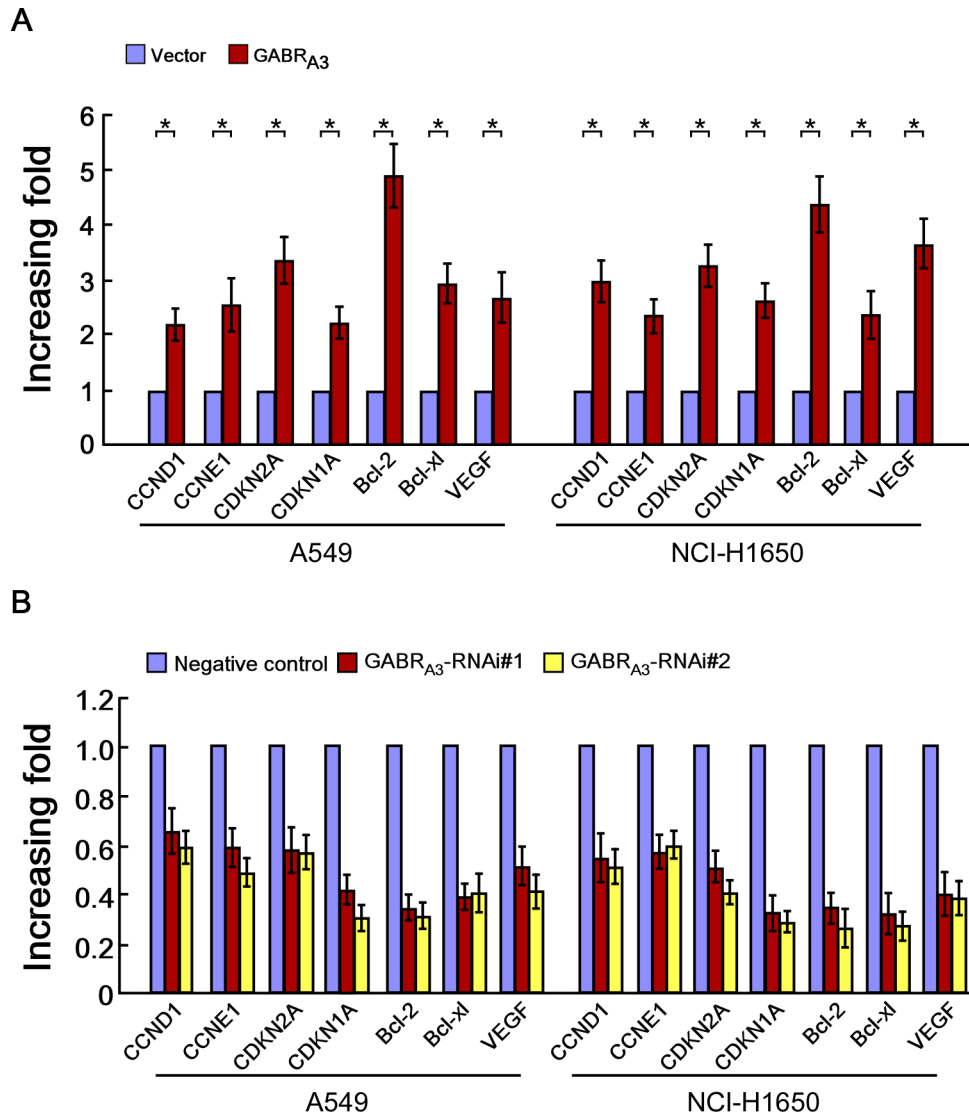 A
Vector GABRA3
* * * * * * * * * * * * * *
Increasing fold
6
5
4
3
2
1
0
CCND1 CCNE1 CDKN2A CDKN1A Bcl-2 Bcl-xl VEGF CCND1 CCNE1 CDKN2A CDKN1A Bcl-2 Bcl-xl VEGF
A549 NCI-H1650
B
Negative control GABRA3-RNAi#1 GABRA3-RNAi#2
Increasing fold
1.2
1.0
0.8
0.6
0.4
0.2
0
CCND1 CCNE1 CDKN2A CDKN1A Bcl-2 Bcl-xl VEGF CCND1 CCNE1 CDKN2A CDKN1A Bcl-2 Bcl-xl VEGF
A549 NCI-H1650